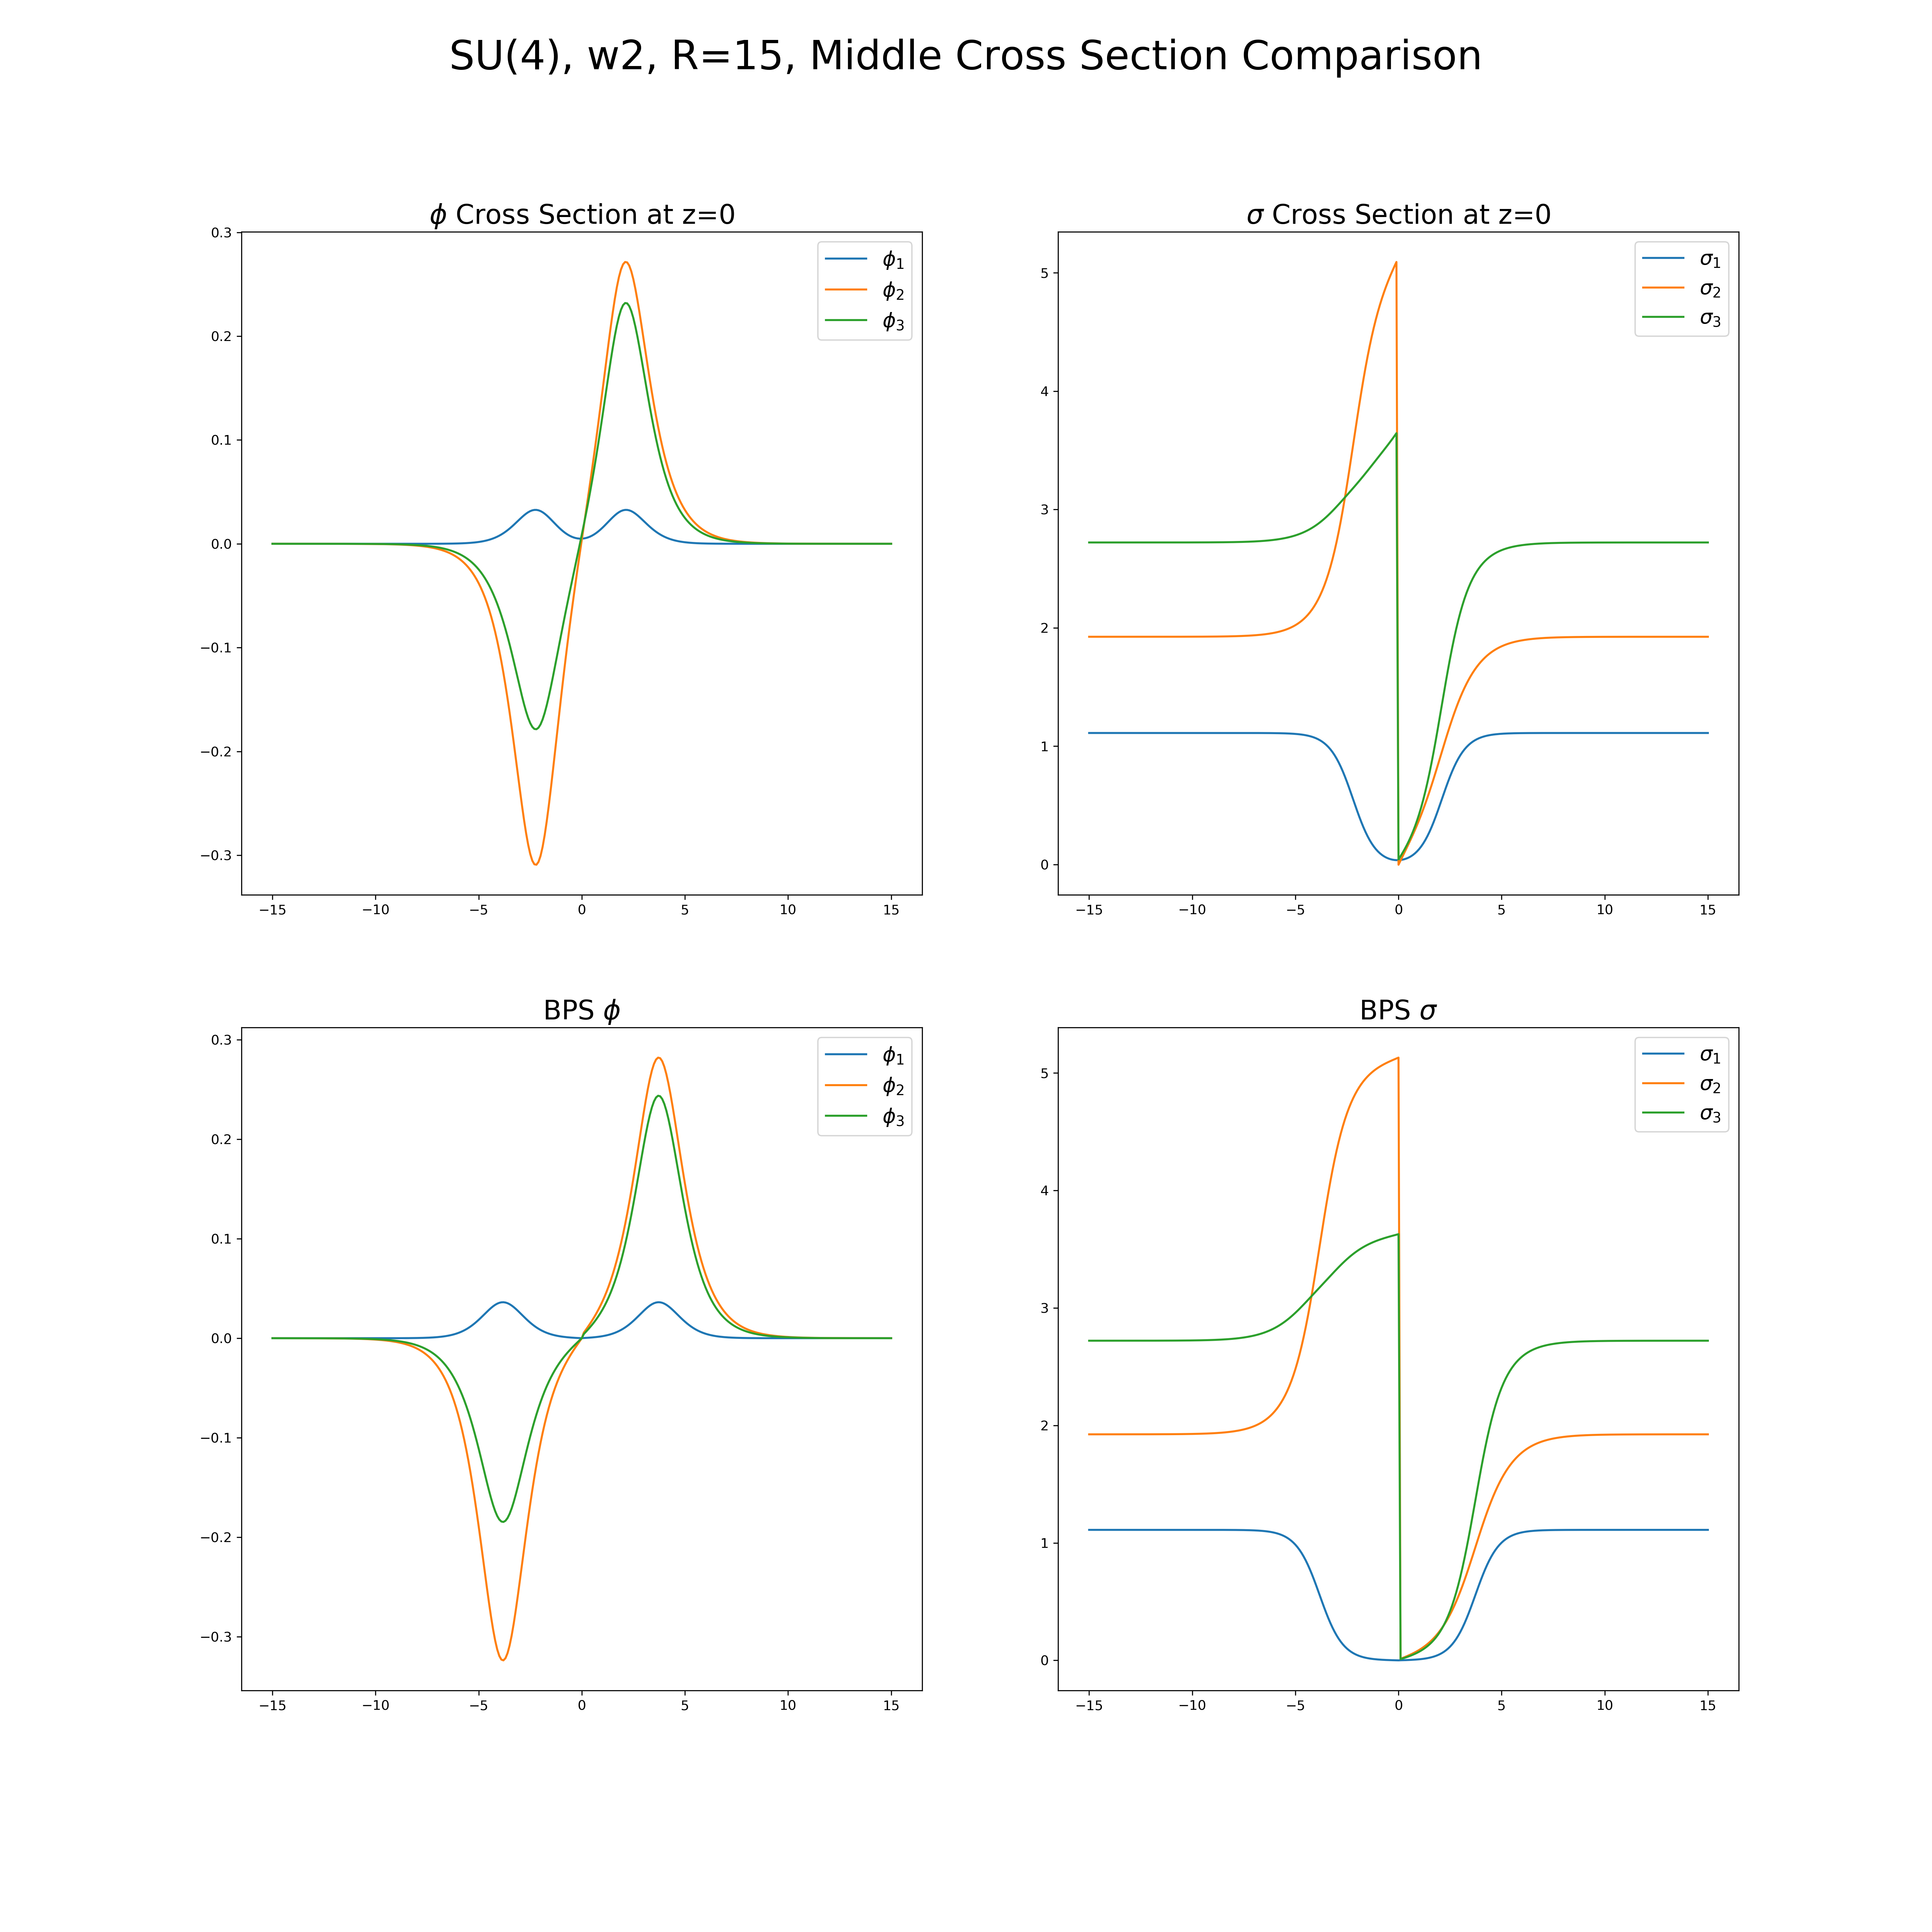 SU(4), w2, R=15, Middle Cross Section Comparison
ϕ Cross Section at z=0
0.3
0.2
0.1
0.0
−0.1
−0.2
−0.3
−15 −10 −5 0 5 10 15
ϕ1
ϕ2
ϕ3
σ Cross Section at z=0
5
4
3
2
1
0
−15 −10 −5 0 5 10 15
σ1
σ2
σ3
BPS ϕ
0.3
0.2
0.1
0.0
−0.1
−0.2
−0.3
−15 −10 −5 0 5 10 15
ϕ1
ϕ2
ϕ3
BPS σ
5
4
3
2
1
0
−15 −10 −5 0 5 10 15
σ1
σ2
σ3